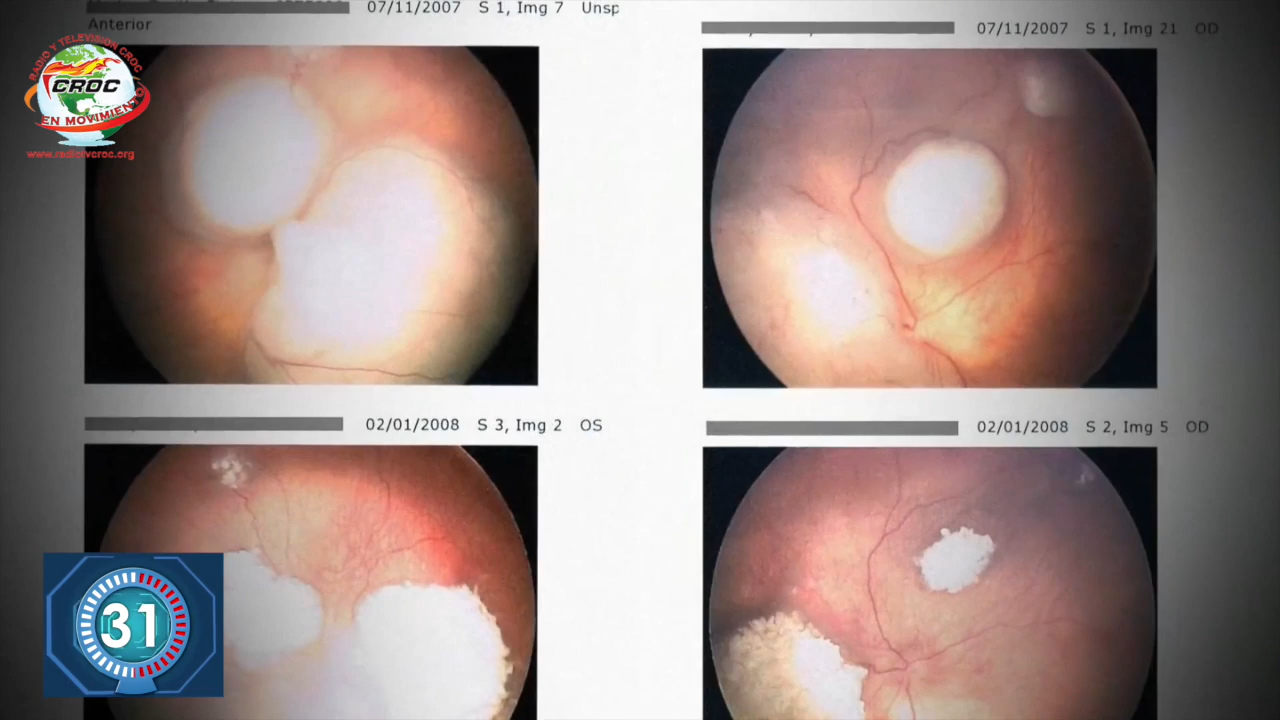 07/11/2007 S 1, Img 7 Unsp
Anterior
07/11/2007 S 1, Img 21 OD
RADIO Y TELEVISION CROC
CROC
EN MOVIMIENTO
www.radiotvcroc.org
02/01/2008 S 3, Img 2 OS
02/01/2008 S 2, Img 5 OD
31